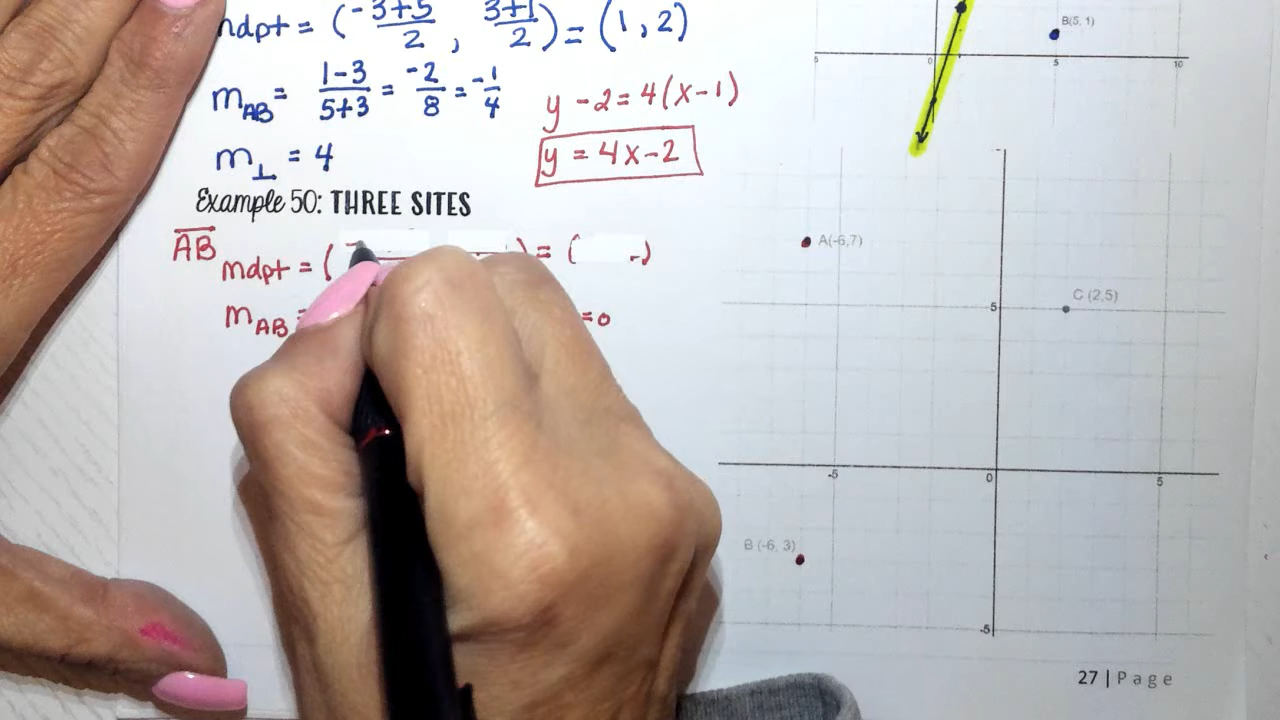 mdpt = ( -3+5 / 2 , 3+1 / 2 ) = (1, 2)
m AB = 1-3 / 5+3 = -2 / 8 = -1 / 4
y - 2 = 4(x-1)
m⊥ = 4
y = 4x-2
Example 50: THREE SITES
AB
mdpt = ( ) = ( )
m AB = = 0
B(5, 1)
5 0 5 10
A(-6,7)
C (2,5)
5
-5 0 5
B (-6, 3)
-5
27 | Page